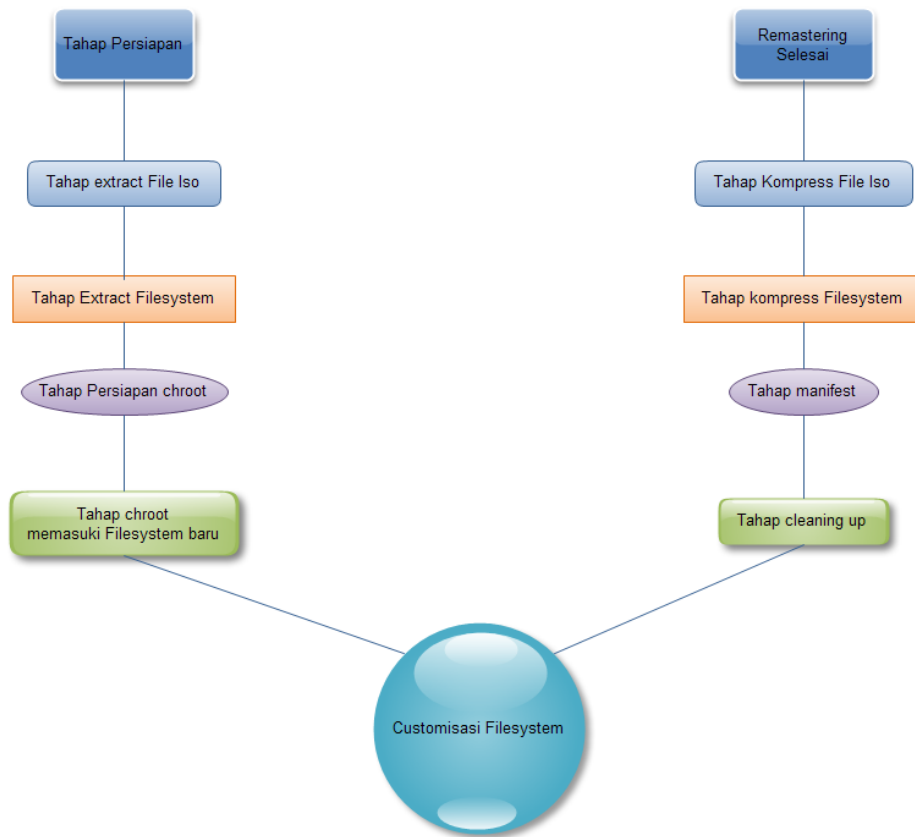 Tahap Persiapan
Tahap extract File Iso
Tahap Extract Filesystem
Tahap Persiapan chroot
Tahap chroot
memasuki Filesystem baru
Customisasi Filesystem
Tahap cleaning up
Tahap manifest
Tahap kompress Filesystem
Tahap Kompress File Iso
Remastering
Selesai